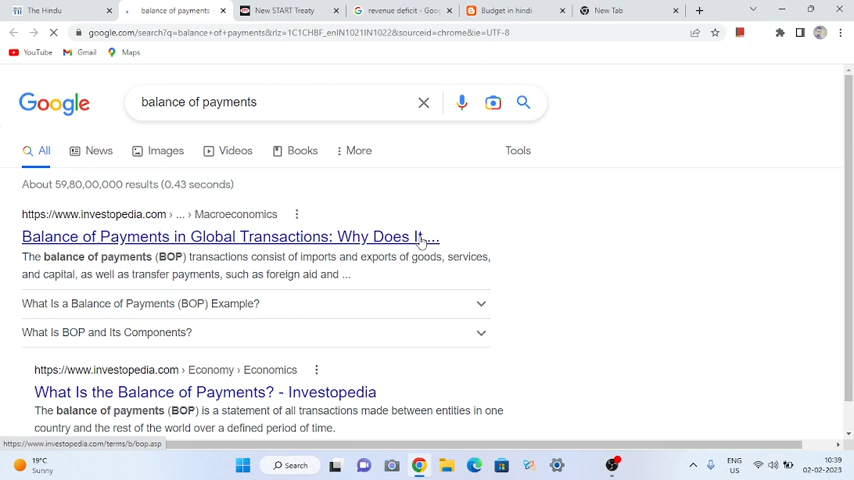 The Hindu
balance of payments
New START Treaty
revenue deficit - Goo
Budget in hindi
New Tab
google.com/search?q=balance+of+payments&rlz=1C1CHBF_enIN1021IN1022&sourceid=chrome&ie=UTF-8
YouTube
Gmail
Maps
Google
balance of payments
All
News
Images
Videos
Books
More
Tools
About 59,80,00,000 results (0.43 seconds)
https://www.investopedia.com › ... › Macroeconomics
Balance of Payments in Global Transactions: Why Does It ...
The balance of payments (BOP) transactions consist of imports and exports of goods, services,
and capital, as well as transfer payments, such as foreign aid and ...
What Is a Balance of Payments (BOP) Example?
What Is BOP and Its Components?
https://www.investopedia.com › Economy › Economics
What Is the Balance of Payments? - Investopedia
The balance of payments (BOP) is a statement of all transactions made between entities in one
country and the rest of the world over a defined period of time.
https://www.investopedia.com/terms/b/bop.asp
19°C
Sunny
Search
ENG
US
10:39
02-02-2023